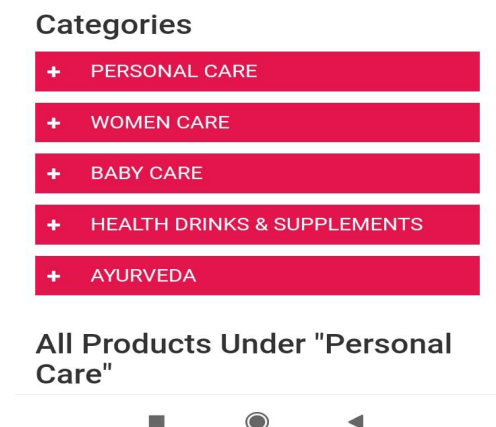 Categories
+ PERSONAL CARE
+ WOMEN CARE
+ BABY CARE
+ HEALTH DRINKS & SUPPLEMENTS
+ AYURVEDA
All Products Under "Personal
Care"